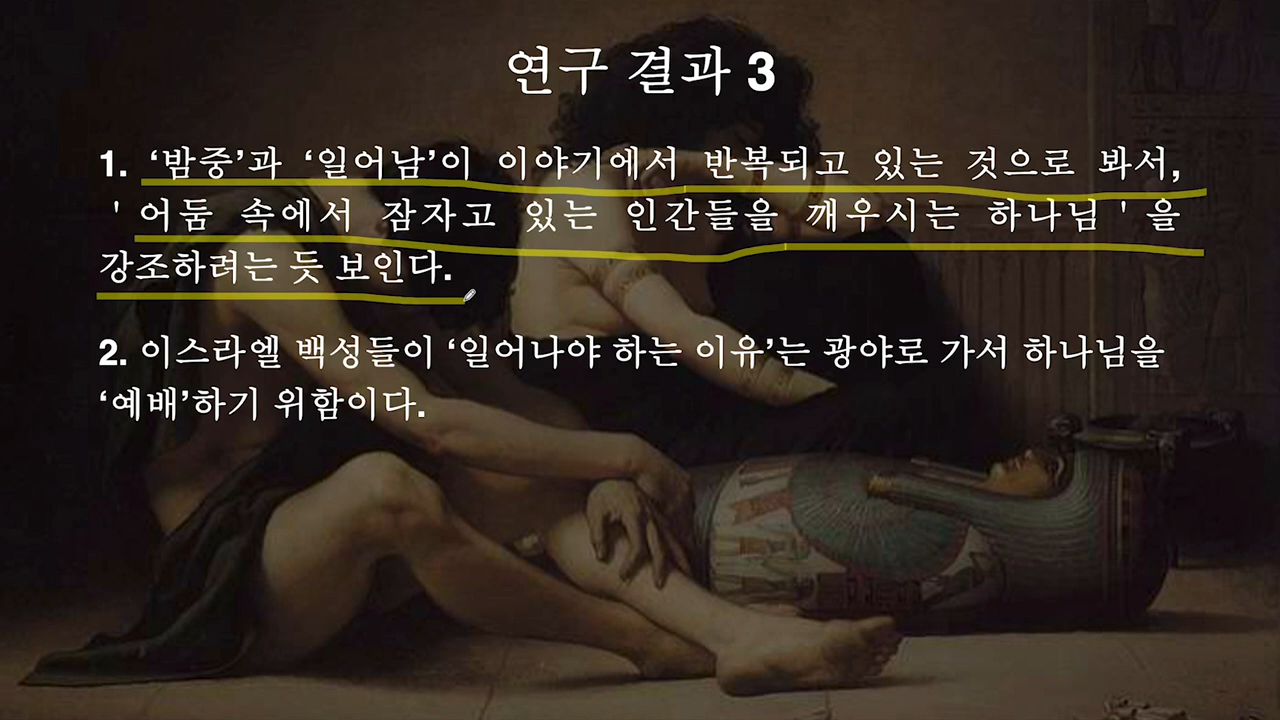 연구 결과 3
1. ‘밤중’과 ‘일어남’이 이야기에서 반복되고 있는 것으로 봐서,
'어둠 속에서 잠자고 있는 인간들을 깨우시는 하나님'을
강조하려는 듯 보인다.
2. 이스라엘 백성들이 ‘일어나야 하는 이유’는 광야로 가서 하나님을
‘예배’하기 위함이다.